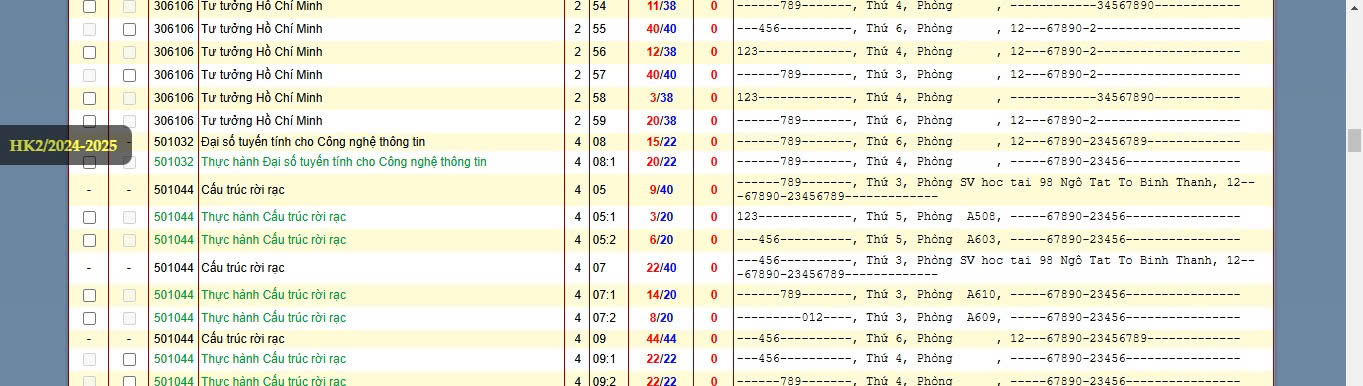 306106 Tư tưởng Hồ Chí Minh 2 54 11/38 0 ------789-------, Thứ 4, Phòng , ------------34567890------------
306106 Tư tưởng Hồ Chí Minh 2 55 40/40 0 ---456----------, Thứ 6, Phòng , 12---67890-2--------------------
306106 Tư tưởng Hồ Chí Minh 2 56 12/38 0 123-------------, Thứ 4, Phòng , 12---67890-2--------------------
306106 Tư tưởng Hồ Chí Minh 2 57 40/40 0 ------789-------, Thứ 3, Phòng , 12---67890-2--------------------
306106 Tư tưởng Hồ Chí Minh 2 58 3/38 0 123-------------, Thứ 4, Phòng , ------------34567890------------
306106 Tư tưởng Hồ Chí Minh 2 59 20/38 0 ------789-------, Thứ 4, Phòng , 12---67890-2--------------------
HK2/2024-2025
- 501032 Đại số tuyến tính cho Công nghệ thông tin 4 08 15/22 0 ------789-------, Thứ 6, Phòng , 12---67890-23456789-------------
501032 Thực hành Đại số tuyến tính cho Công nghệ thông tin 4 08:1 20/22 0 ------789-------, Thứ 4, Phòng , -----67890-23456----------------
- - 501044 Cấu trúc rời rạc 4 05 9/40 0 ------789-------, Thứ 3, Phòng SV hoc tai 98 Ngô Tat To Binh Thanh, 12--
-67890-23456789-------------
501044 Thực hành Cấu trúc rời rạc 4 05:1 3/20 0 123-------------, Thứ 5, Phòng A508, -----67890-23456----------------
501044 Thực hành Cấu trúc rời rạc 4 05:2 6/20 0 ---456----------, Thứ 5, Phòng A603, -----67890-23456----------------
- - 501044 Cấu trúc rời rạc 4 07 22/40 0 ---456----------, Thứ 3, Phòng SV hoc tai 98 Ngô Tat To Binh Thanh, 12--
-67890-23456789-------------
501044 Thực hành Cấu trúc rời rạc 4 07:1 14/20 0 ------789-------, Thứ 3, Phòng A610, -----67890-23456----------------
501044 Thực hành Cấu trúc rời rạc 4 07:2 8/20 0 ---------012----, Thứ 3, Phòng A609, -----67890-23456----------------
- - 501044 Cấu trúc rời rạc 4 09 44/44 0 ---456----------, Thứ 6, Phòng , 12---67890-23456789-------------
501044 Thực hành Cấu trúc rời rạc 4 09:1 22/22 0 ---456----------, Thứ 4, Phòng , -----67890-23456----------------
501044 Thực hành Cấu trúc rời rạc 4 09:2 22/22 0 ------789-------, Thứ 4, Phòng , -----67890-23456----------------